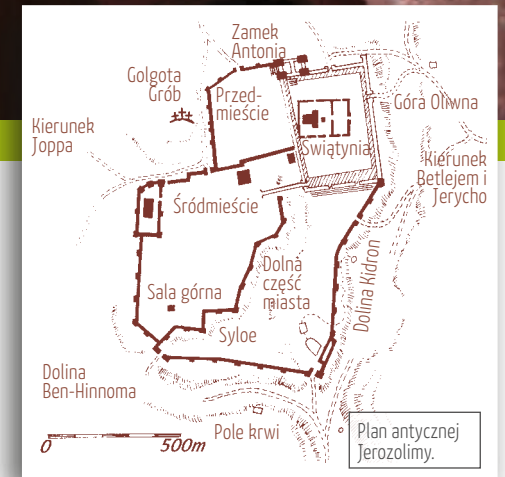 Zamek
Antonia
Golgota
Grób
Przed-
mieście
Góra Oliwna
Kierunek
Joppa
Swiątynia
Kierunek
Betlejem i
Jerycho
Śródmieście
Dolna
część
miasta
Dolina Kidron
Sala górna
Syloe
Dolina
Ben-Hinnoma
Pole krwi
0 500m
Plan antycznej
Jerozolimy.